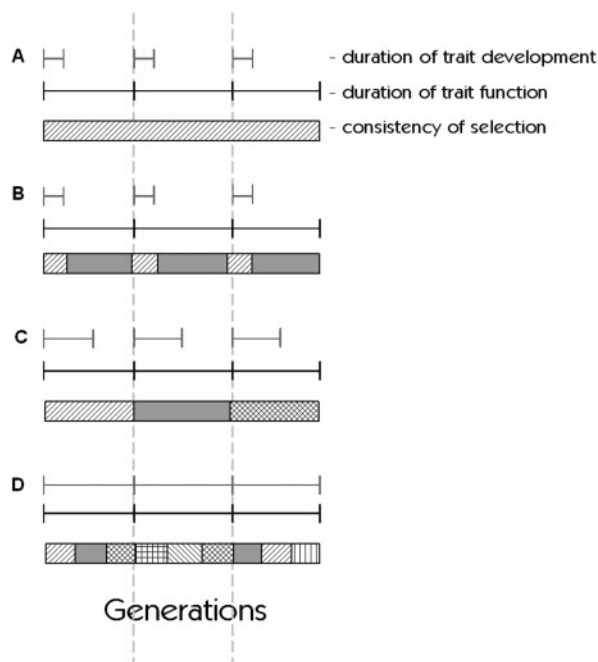 A
- duration of trait development
- duration of trait function
- consistency of selection
B
C
D
Generations